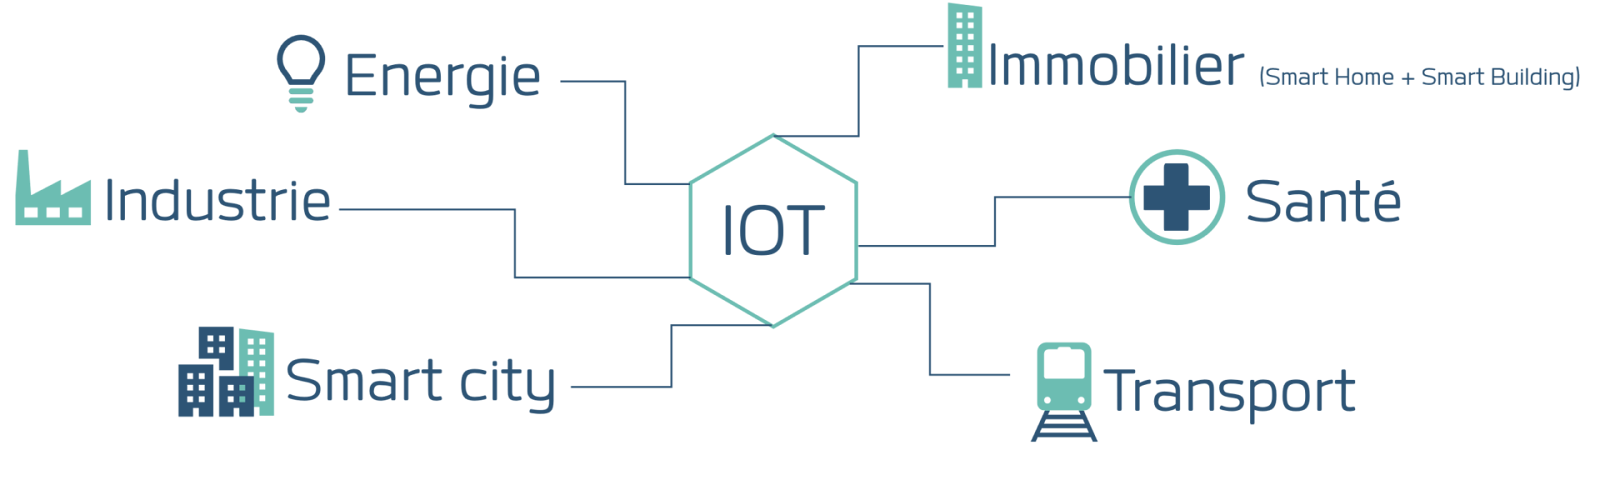 Energie
Immobilier (Smart Home + Smart Building)
Industrie
IOT
Santé
Smart city
Transport